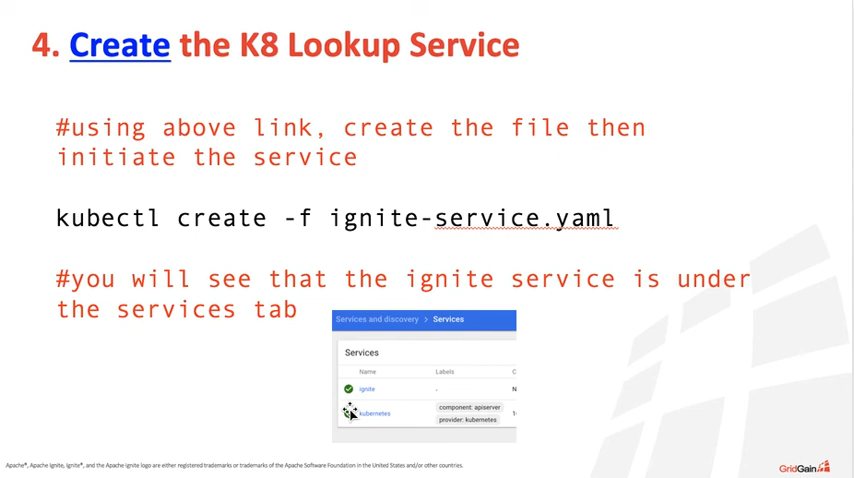 4. Create the K8 Lookup Service
#using above link, create the file then
initiate the service
kubectl create -f ignite-service.yaml
#you will see that the ignite service is under
the services tab
Services and discovery > Services
Services
Name Labels C
ignite - N
kubernetes component: apiserver
provider: kubernetes
Apache®, Apache Ignite, Ignite®, and the Apache Ignite logo are either registered trademarks or trademarks of the Apache Software Foundation in the United States and/or other countries.
GridGain